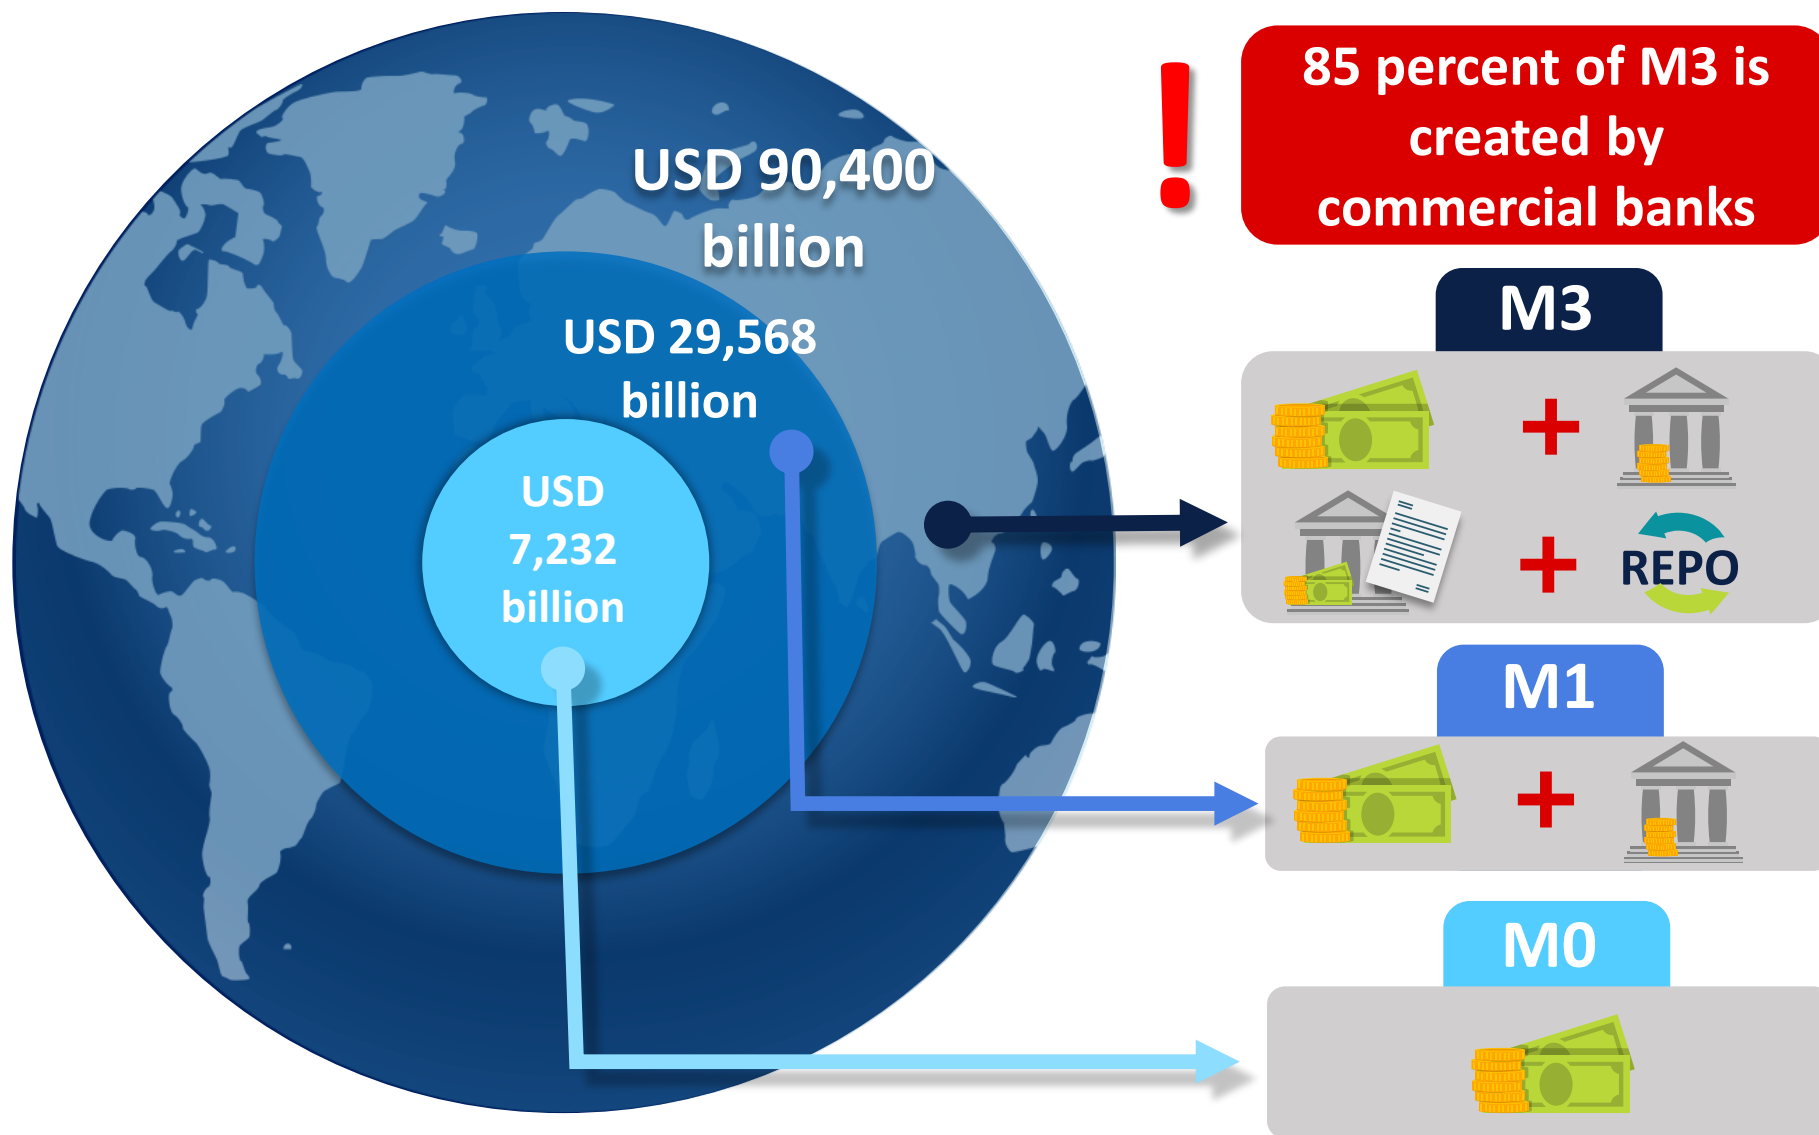 USD 90,400
billion
USD 29,568
billion
USD
7,232
billion
!
85 percent of M3 is
created by
commercial banks
M3
+
+
REPO
M1
+
M0